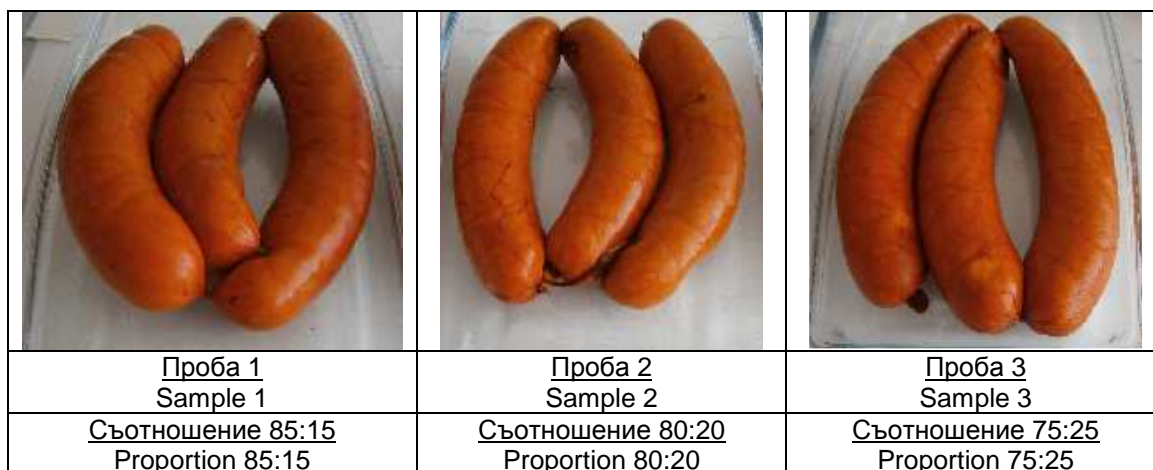 Проба 1
Sample 1
Проба 2
Sample 2
Проба 3
Sample 3
Съотношение 85:15
Proportion 85:15
Съотношение 80:20
Proportion 80:20
Съотношение 75:25
Proportion 75:25